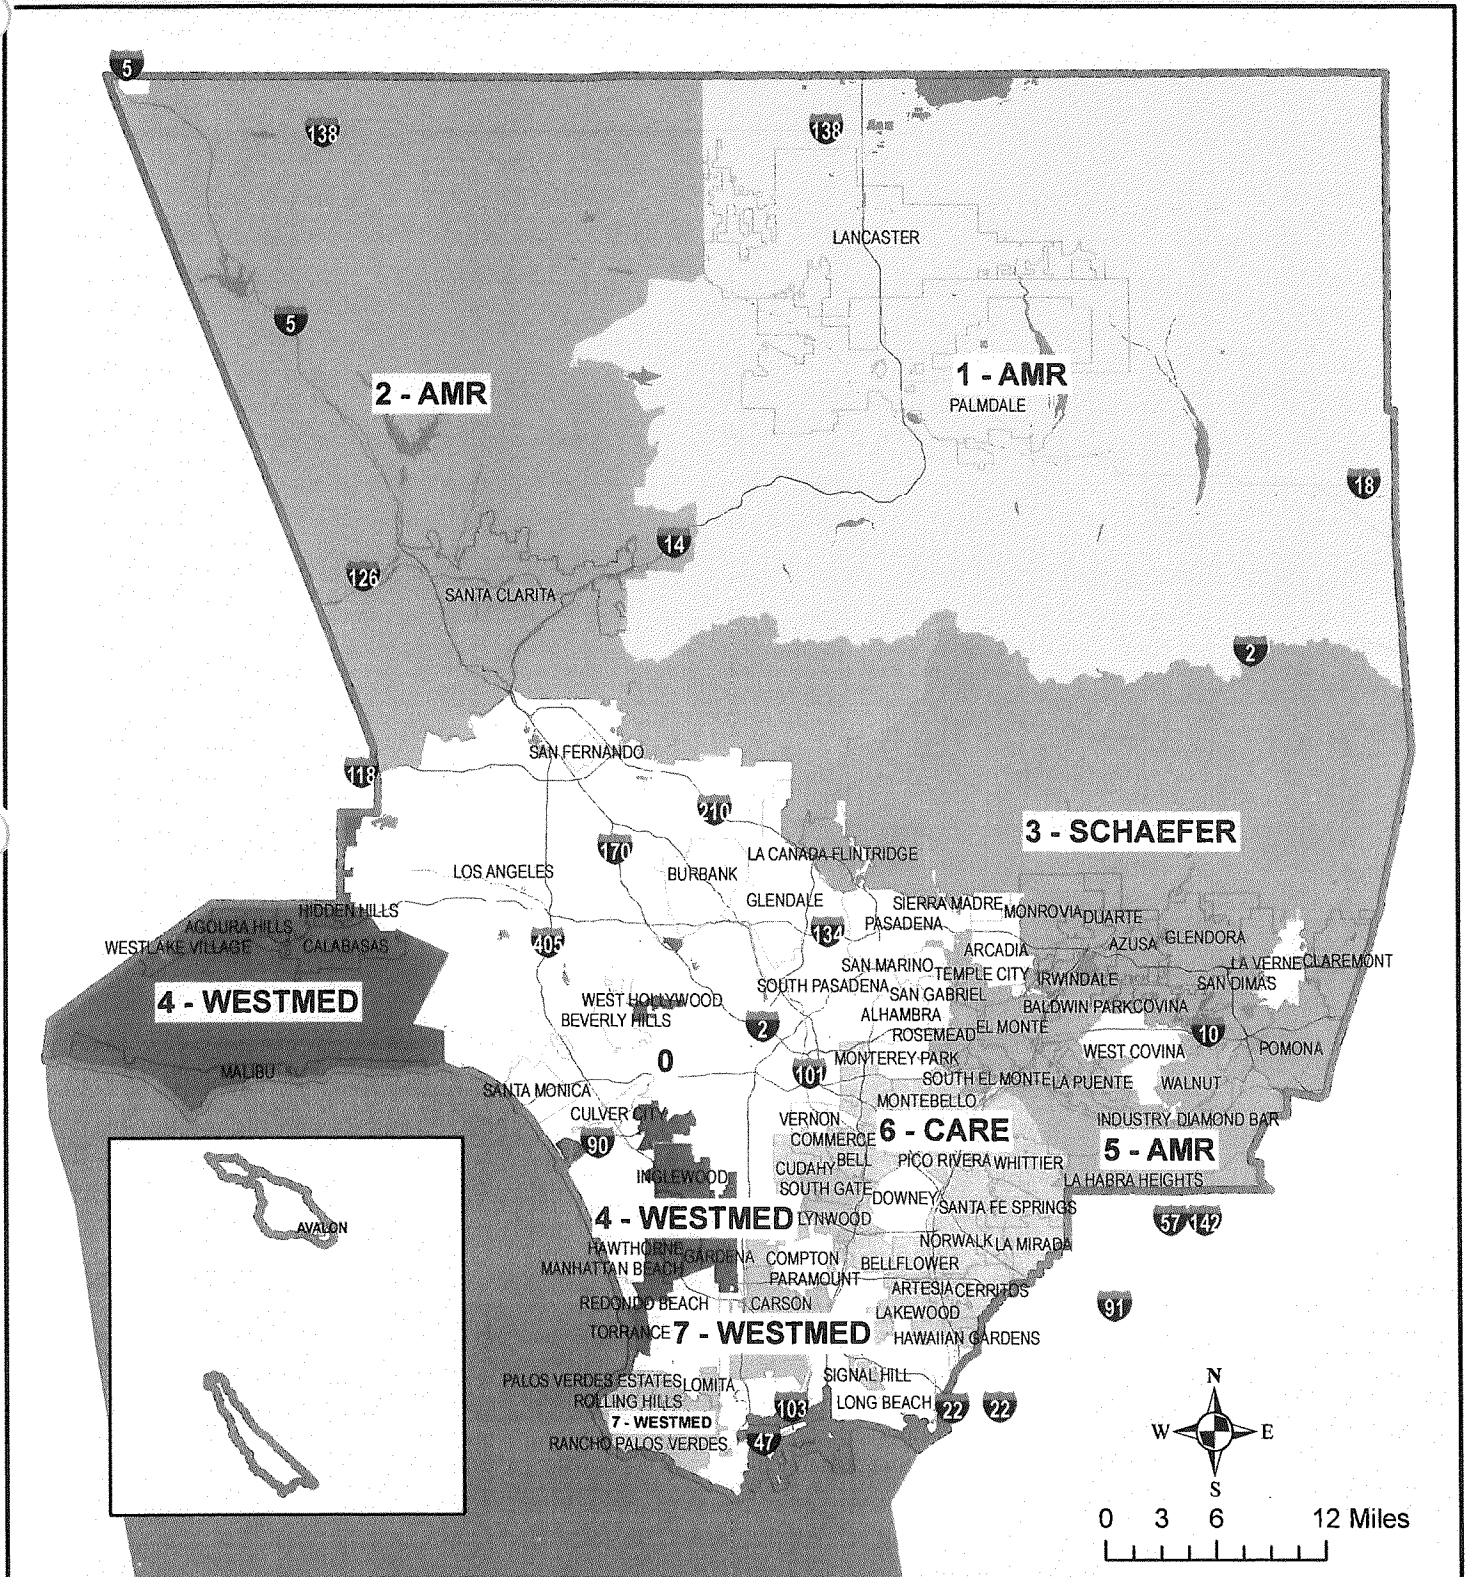 5
138
138
LANCASTER
5
2 - AMR
1 - AMR
PALMDALE
18
14
126
SANTA CLARITA
2
SAN FERNANDO
118
210
3 - SCHAEFER
170
LA CANADA FLINTRIDGE
LOS ANGELES
BURBANK
GLENDALE
SIERRA MADRE
HIDDEN HILLS
MONROVIA
DUARTE
AGOURA HILLS
PASADENA
134
405
GLENDORA
WESTLAKE VILLAGE
CALABASAS
ARCADIA
AZUSA
SAN MARINO
LA VERNE
CLAREMONT
TEMPLE CITY
IRWINDALE
SAN DIMAS
SOUTH PASADENA
SAN GABRIEL
4 - WESTMED
WEST HOLLYWOOD
BALDWIN PARK
COVINA
ALHAMBRA
BEVERLY HILLS
2
EL MONTE
ROSEMEAD
10
0
MONTEREY PARK
WEST COVINA
POMONA
MALIBU
101
SOUTH EL MONTE
LA PUENTE
WALNUT
SANTA MONICA
MONTEBELLO
CULVER CITY
VERNON
INDUSTRY
DIAMOND BAR
90
COMMERCE
6 - CARE
5 - AMR
BELL
PICO RIVERA
WHITTIER
CUDAHY
INGLEWOOD
LA HABRA HEIGHTS
SOUTH GATE
DOWNEY
SANTA FE SPRINGS
4 - WESTMED
LYNWOOD
57
142
AVALON
NORWALK
LA MIRADA
HAWTHORNE
GARDENA
COMPTON
BELLFLOWER
MANHATTAN BEACH
PARAMOUNT
ARTESIA
CERRITOS
REDONDO BEACH
CARSON
LAKEWOOD
91
TORRANCE
7 - WESTMED
HAWAIIAN GARDENS
SIGNAL HILL
PALOS VERDES ESTATES
LOMITA
ROLLING HILLS
103
LONG BEACH
22
22
7 - WESTMED
RANCHO PALOS VERDES
47
N
W
E
S
0 3 6 12 Miles